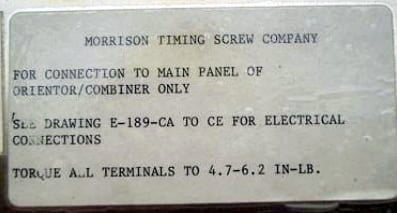 MORRISON TIMING SCREW COMPANY
FOR CONNECTION TO MAIN PANEL OF
ORIENTOR/COMBINER ONLY
SEE DRAWING E-189-CA TO CE FOR ELECTRICAL
CONNECTIONS
TORQUE ALL TERMINALS TO 4.7-6.2 IN-LB.